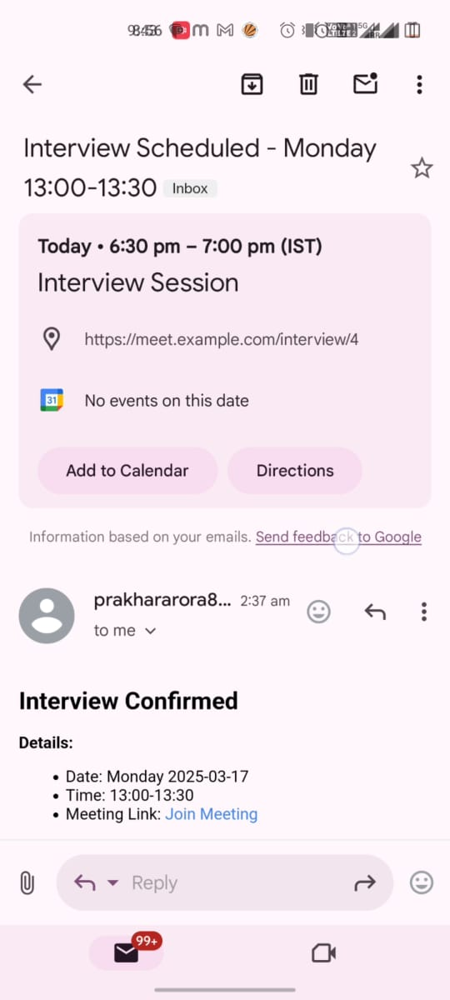 Interview Scheduled - Monday
13:00-13:30 Inbox
Today • 6:30 pm – 7:00 pm (IST)
Interview Session
https://meet.example.com/interview/4
31
No events on this date
Add to Calendar Directions
Information based on your emails. Send feedback to Google
prakhararora8... 2:37 am
to me
Interview Confirmed
Details:
• Date: Monday 2025-03-17
• Time: 13:00-13:30
• Meeting Link: Join Meeting
Reply
99+